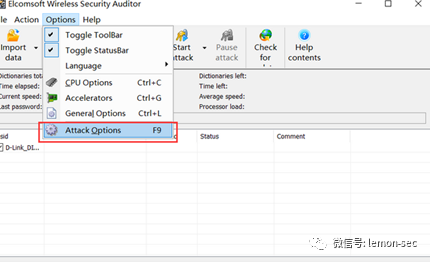 Elcomsoft Wireless Security Auditor
File Action Options Help
Import
data
Toggle ToolBar
Toggle StatusBar
Language
CPU Options Ctrl+C
Accelerators Ctrl+G
General Options Ctrl+L
Attack Options F9
Start
attack
Pause
attack
Check
for
Help
contents
Dictionaries tot
Time elapsed:
Current speed:
Last password:
Dictionaries left:
Time left:
Average speed:
Processor load:
sid
Status
Comment
D-Link_DI...
微信号: lemon-sec